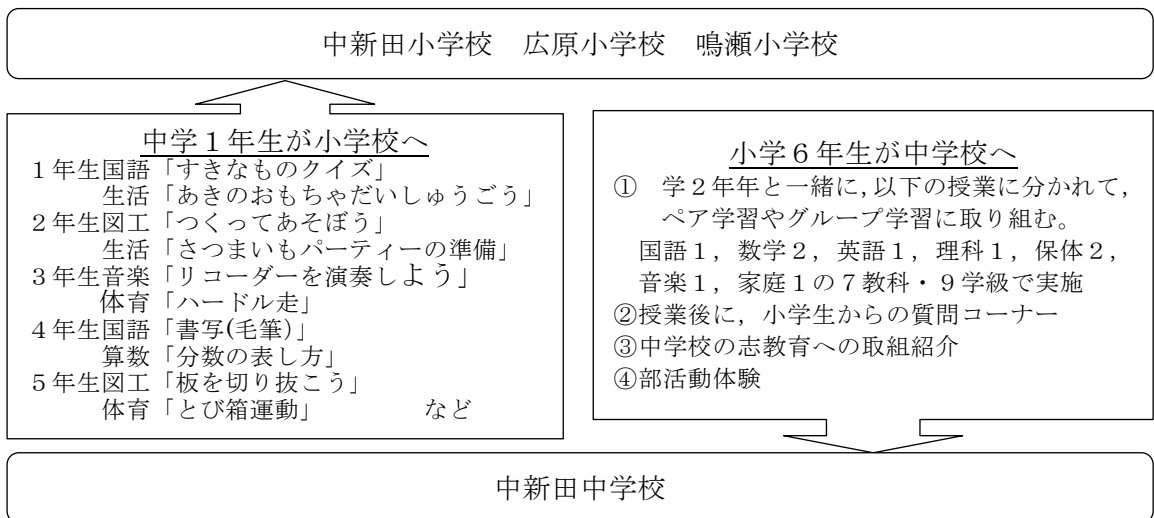 中新田小学校　広原小学校　鳴瀬小学校
中学１年生が小学校へ
１年生国語「すきなものクイズ」
生活「あきのおもちゃだいしゅうごう」
２年生図工「つくってあそぼう」
生活「さつまいもパーティーの準備」
３年生音楽「リコーダーを演奏しよう」
体育「ハードル走」
４年生国語「書写(毛筆)」
算数「分数の表し方」
５年生図工「板を切り抜こう」
体育「とび箱運動」　　　など
小学６年生が中学校へ
①　学２年年と一緒に，以下の授業に分かれて，
ペア学習やグループ学習に取り組む。
国語１，数学２，英語１，理科１，保体２，
音楽１，家庭１の７教科・９学級で実施
②授業後に，小学生からの質問コーナー
③中学校の志教育への取組紹介
④部活動体験
中新田中学校